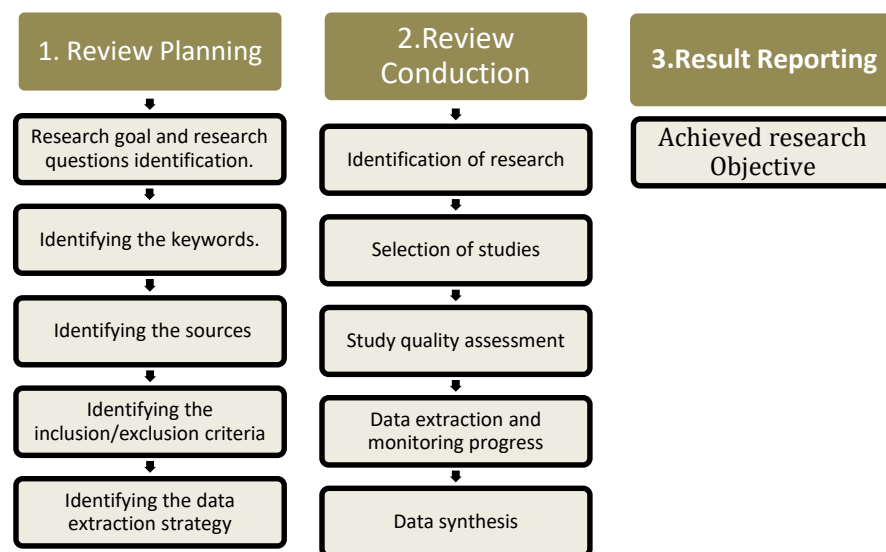 1. Review Planning
Research goal and research
questions identification.
Identifying the keywords.
Identifying the sources
Identifying the
inclusion/exclusion criteria
Identifying the data
extraction strategy
2.Review
Conduction
Identification of research
Selection of studies
Study quality assessment
Data extraction and
monitoring progress
Data synthesis
3.Result Reporting
Achieved research
Objective